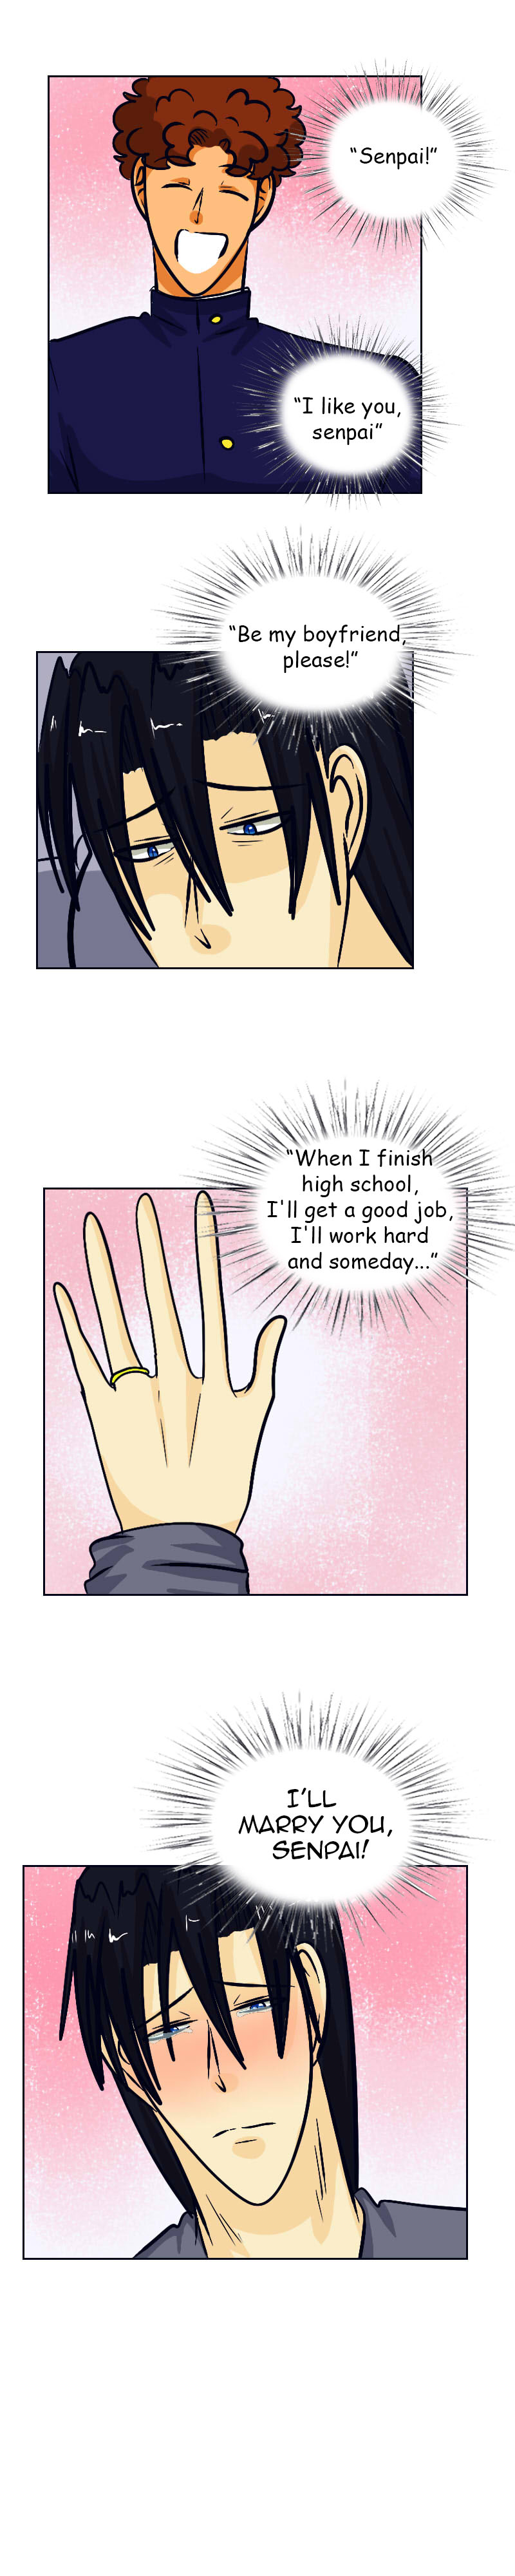 “Senpai!”
“I like you,
senpai”
“Be my boyfriend,
please!”
“When I finish
high school,
I'll get a good job,
I'll work hard
and someday...”
I'LL
MARRY YOU,
SENPAI!